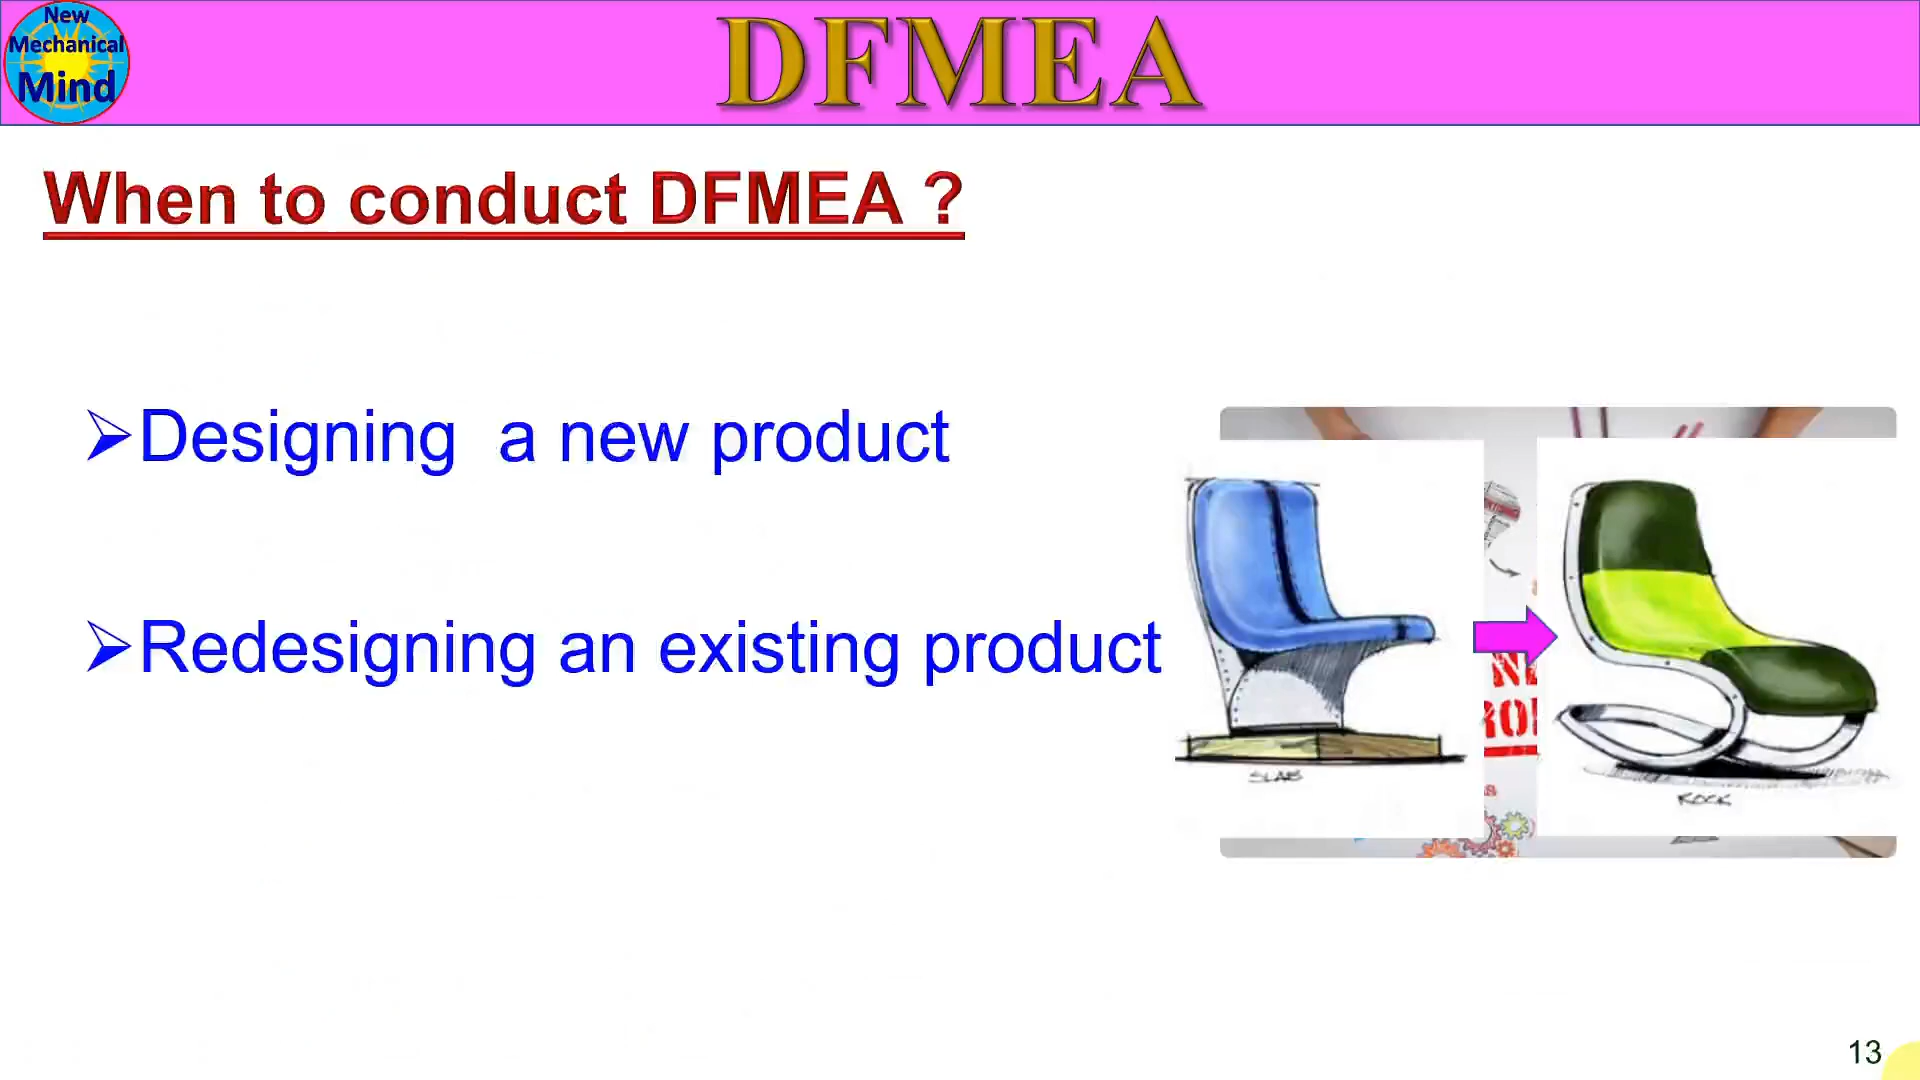 New
Mechanical
Mind
DFMEA
When to conduct DFMEA ?
➢Designing  a new product
➢Redesigning an existing product
SLAB
ROCK
13